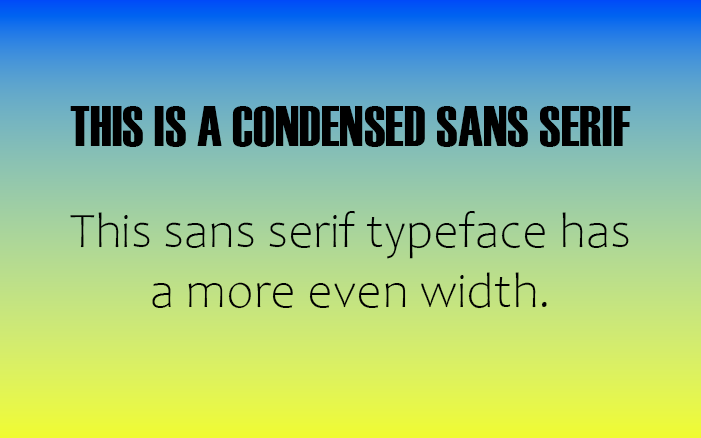 THIS IS A CONDENSED SANS SERIF
This sans serif typeface has
a more even width.